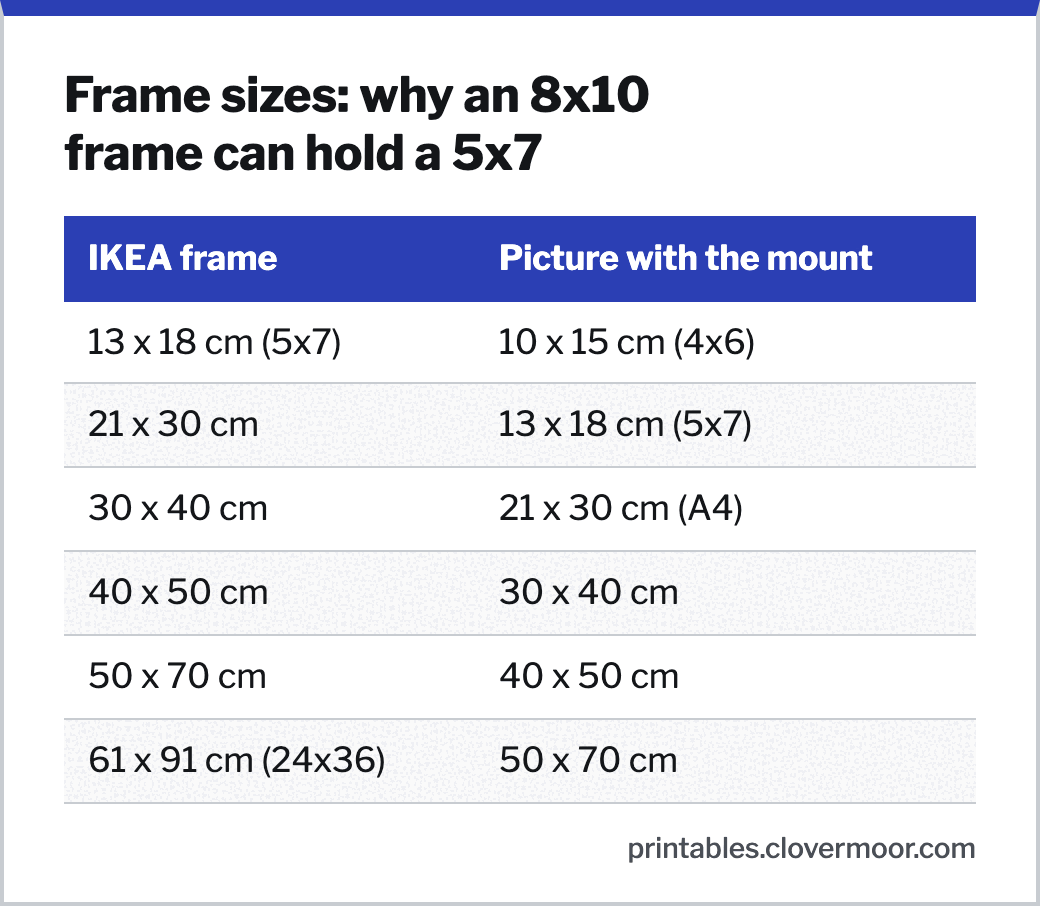 Frame sizes: why an 8x10
frame can hold a 5x7
IKEA frame Picture with the mount
13 x 18 cm (5x7) 10 x 15 cm (4x6)
21 x 30 cm 13 x 18 cm (5x7)
30 x 40 cm 21 x 30 cm (A4)
40 x 50 cm 30 x 40 cm
50 x 70 cm 40 x 50 cm
61 x 91 cm (24x36) 50 x 70 cm
printables.clovermoor.com